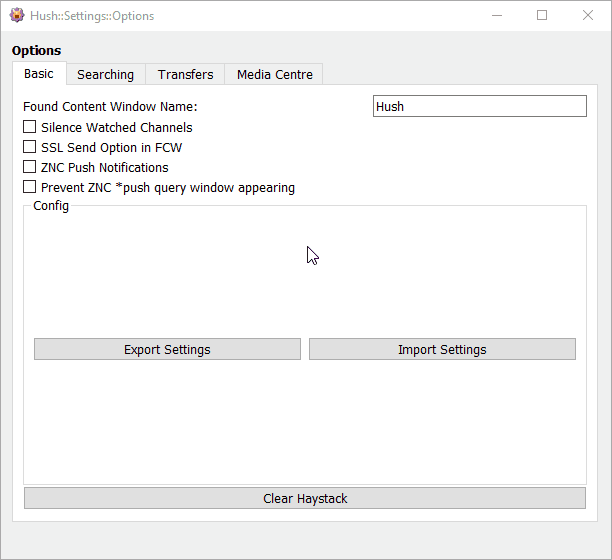 Hush::Settings::Options
Options
Basic Searching Transfers Media Centre
Found Content Window Name: Hush
Silence Watched Channels
SSL Send Option in FCW
ZNC Push Notifications
Prevent ZNC *push query window appearing
Config
Export Settings Import Settings
Clear Haystack